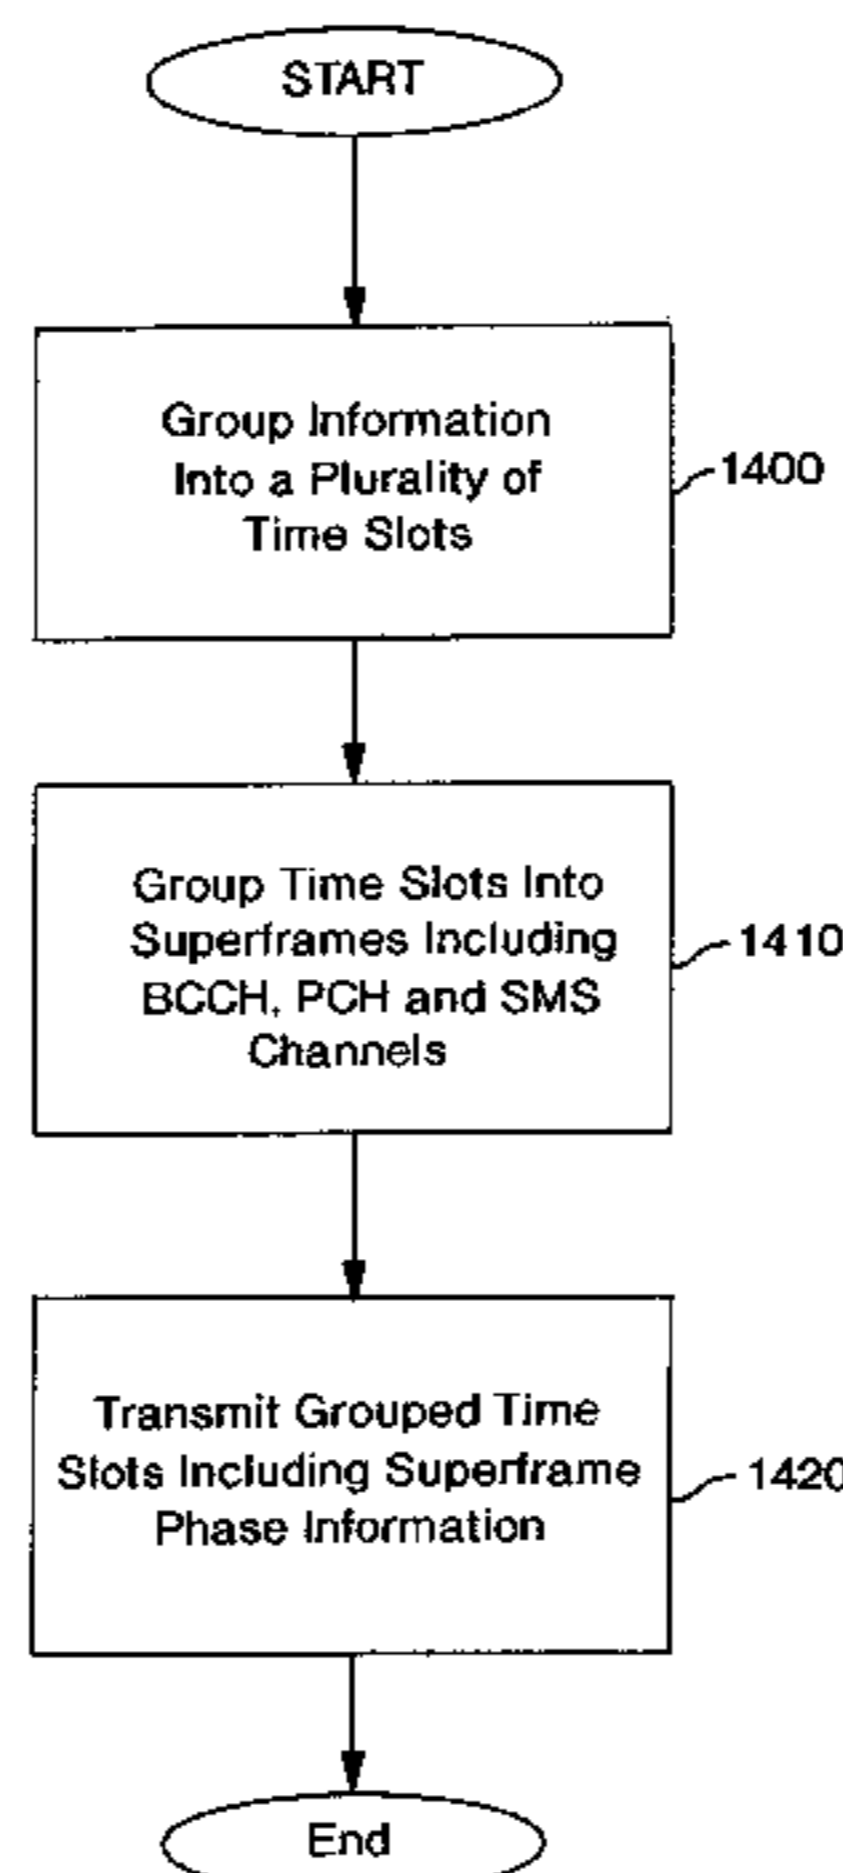 START
Group Information
Into a Plurality of
Time Slots
1400
Group Time Slots Into
Superframes Including
BCCH, PCH and SMS
Channels
1410
Transmit Grouped Time
Slots Including Superframe
Phase Information
1420
End